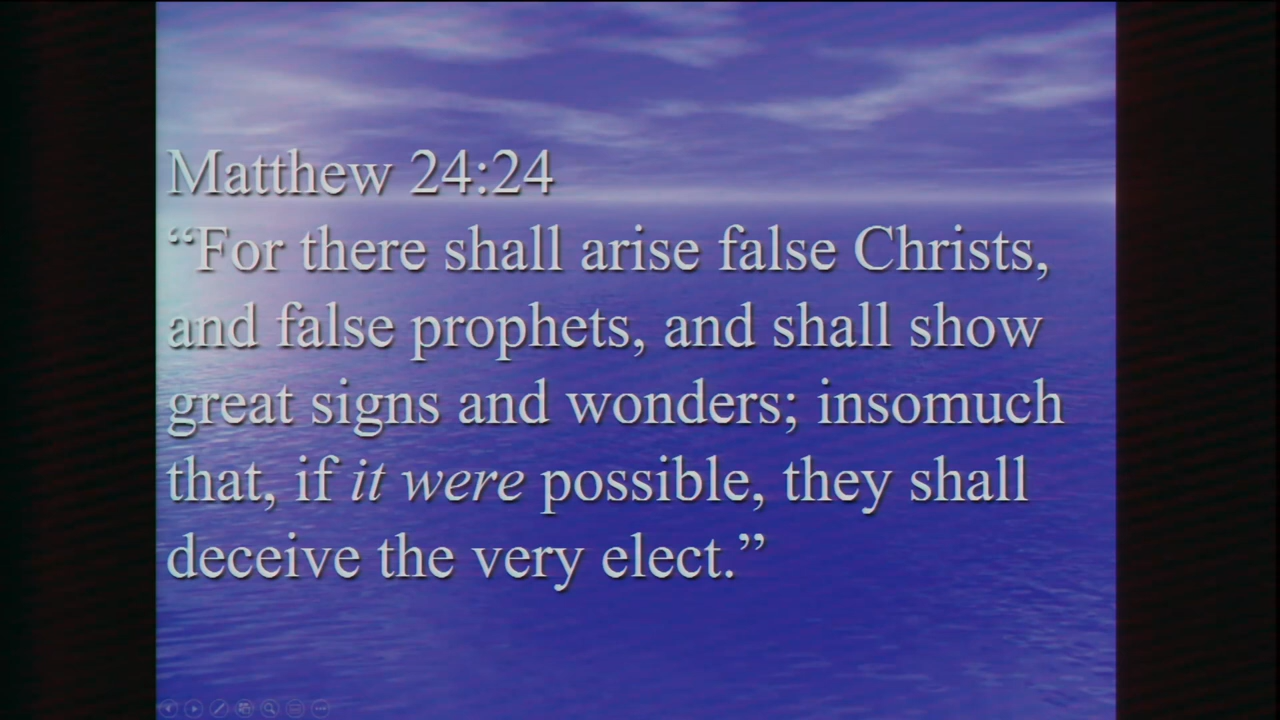 Matthew 24:24
“For there shall arise false Christs,
and false prophets, and shall show
great signs and wonders; insomuch
that, if it were possible, they shall
deceive the very elect.”